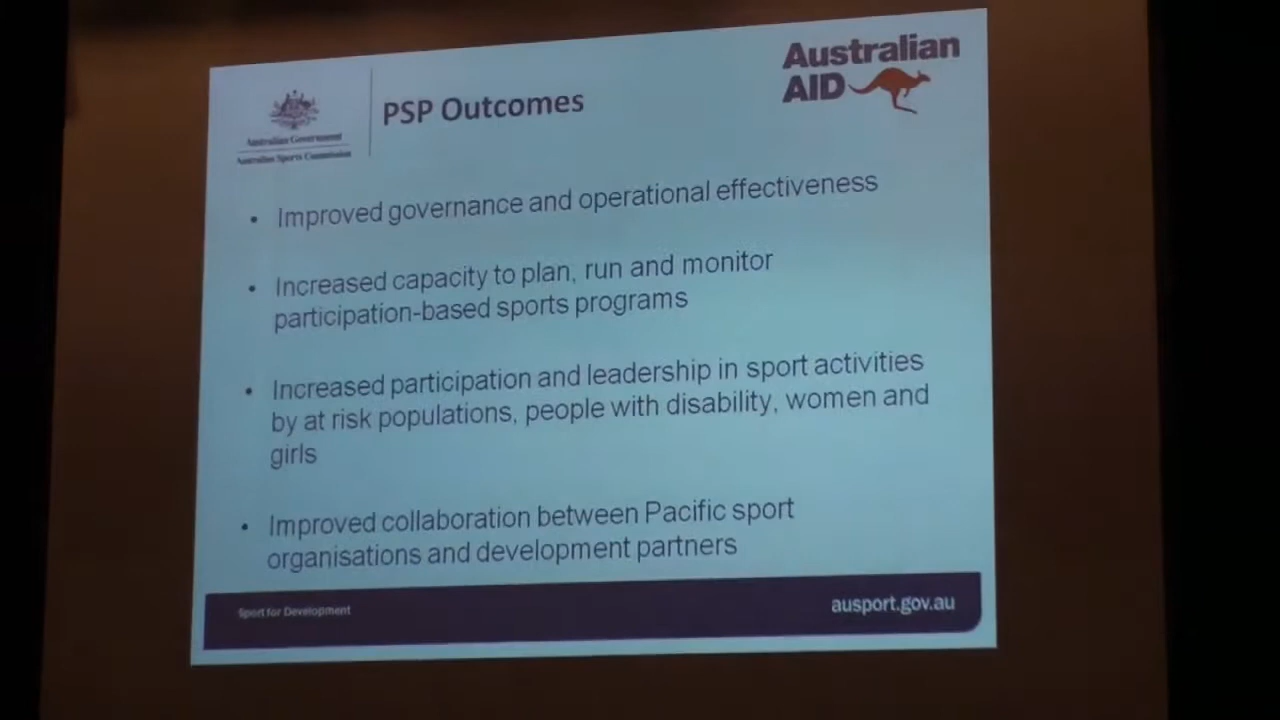 Australian Government
Australian Sports Commission
PSP Outcomes
Australian
AID
• Improved governance and operational effectiveness
• Increased capacity to plan, run and monitor
participation-based sports programs
• Increased participation and leadership in sport activities
by at risk populations, people with disability, women and
girls
• Improved collaboration between Pacific sport
organisations and development partners
Sport for Development
ausport.gov.au